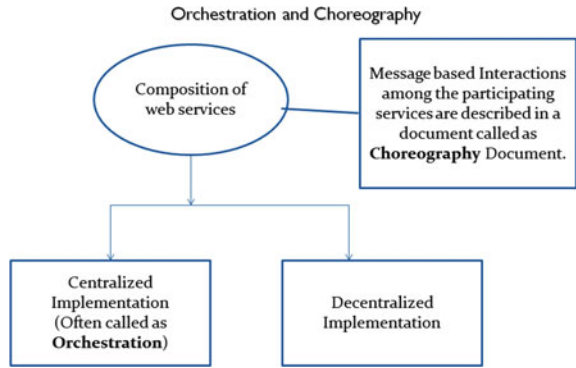 Orchestration and Choreography
Composition of
web services
Message based Interactions
among the participating
services are described in a
document called as
Choreography Document.
Centralized
Implementation
(Often called as
Orchestration)
Decentralized
Implementation